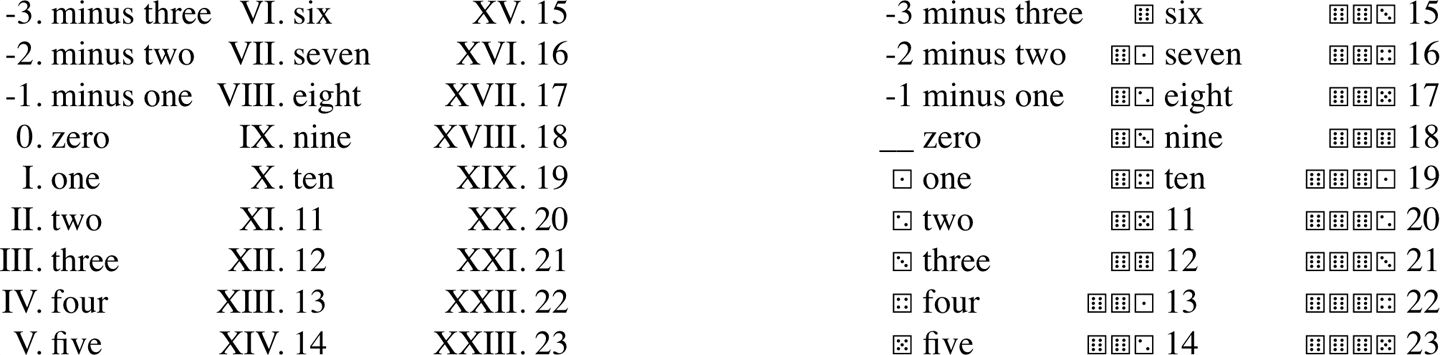 -3. minus three VI. six XV. 15 -3 minus three ⚅ six ⚅⚅⚂ 15
-2. minus two VII. seven XVI. 16 -2 minus two ⚅⚀ seven ⚅⚅⚃ 16
-1. minus one VIII. eight XVII. 17 -1 minus one ⚅⚁ eight ⚅⚅⚄ 17
0. zero IX. nine XVIII. 18 __ zero ⚅⚂ nine ⚅⚅⚅ 18
I. one X. ten XIX. 19 ⚀ one ⚅⚃ ten ⚅⚅⚅⚀ 19
II. two XI. 11 XX. 20 ⚁ two ⚅⚄ 11 ⚅⚅⚅⚁ 20
III. three XII. 12 XXI. 21 ⚂ three ⚅⚅ 12 ⚅⚅⚅⚂ 21
IV. four XIII. 13 XXII. 22 ⚃ four ⚅⚅⚀ 13 ⚅⚅⚅⚃ 22
V. five XIV. 14 XXIII. 23 ⚄ five ⚅⚅⚁ 14 ⚅⚅⚅⚄ 23